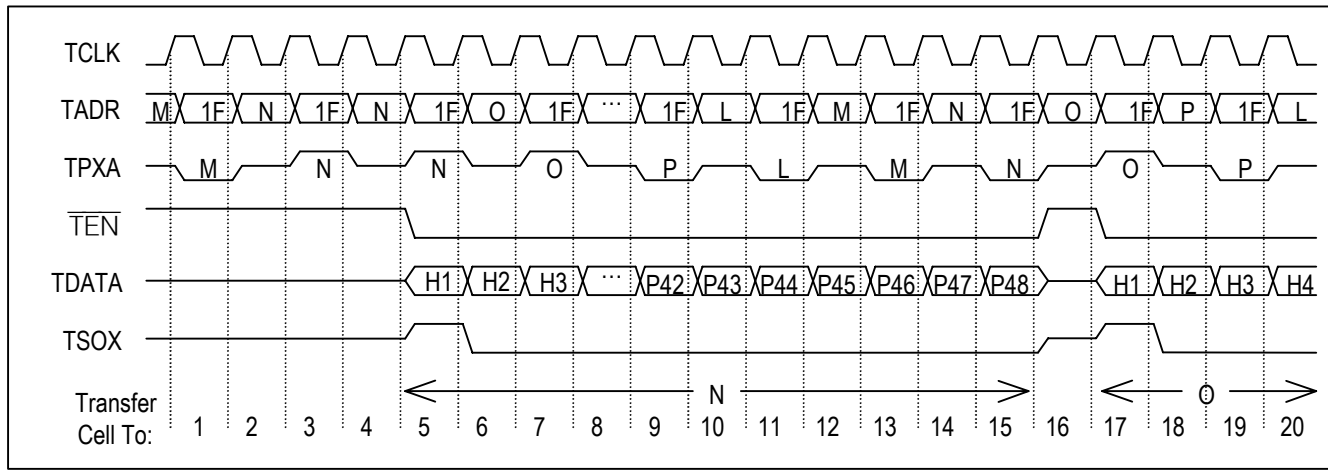 TCLK
TADR M 1F N 1F N 1F O 1F ... 1F L 1F M 1F N 1F O 1F P 1F L
TPXA M N N O P L M N O P
TEN
TDATA H1 H2 H3 ... P42 P43 P44 P45 P46 P47 P48 H1 H2 H3 H4
TSOX
N O
Transfer
Cell To: 1 2 3 4 5 6 7 8 9 10 11 12 13 14 15 16 17 18 19 20